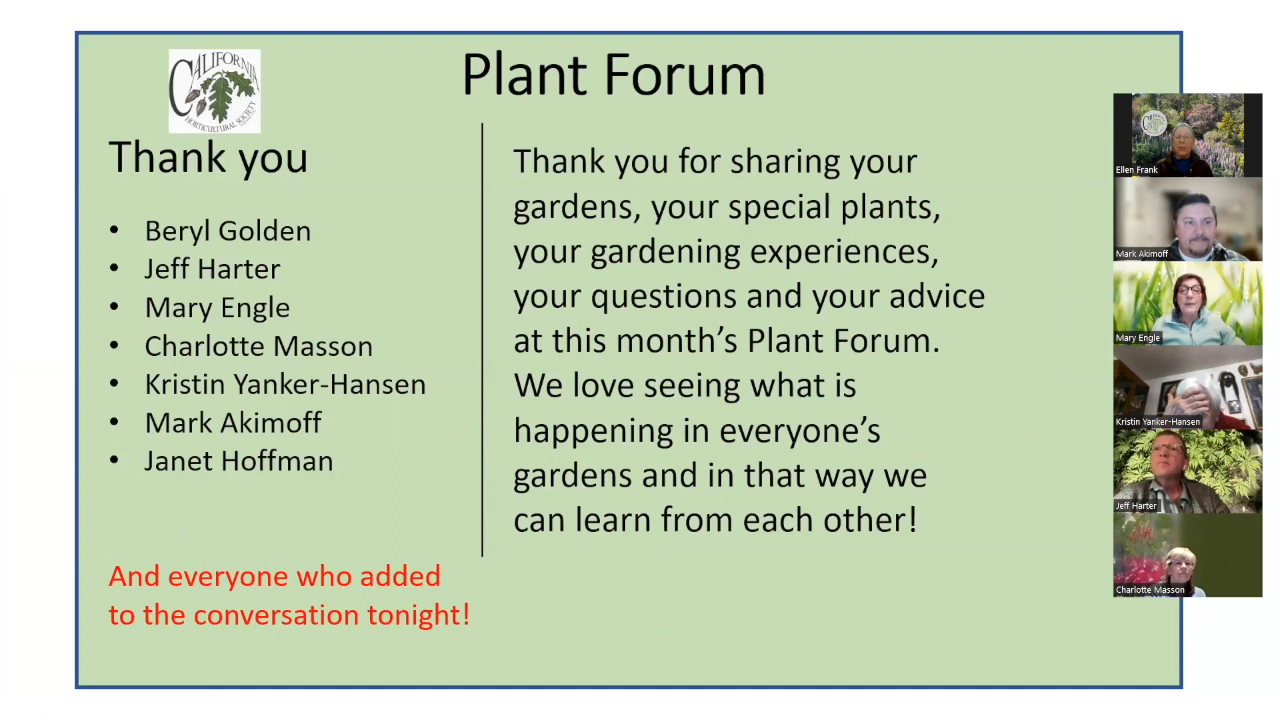 CALIFORNIA
HORTICULTURAL SOCIETY
Plant Forum
Thank you
• Beryl Golden
• Jeff Harter
• Mary Engle
• Charlotte Masson
• Kristin Yanker-Hansen
• Mark Akimoff
• Janet Hoffman
And everyone who added
to the conversation tonight!
Thank you for sharing your
gardens, your special plants,
your gardening experiences,
your questions and your advice
at this month’s Plant Forum.
We love seeing what is
happening in everyone’s
gardens and in that way we
can learn from each other!
Ellen Frank
Mark Akimoff
Mary Engle
Kristin Yanker-Hansen
Jeff Harter
Charlotte Masson